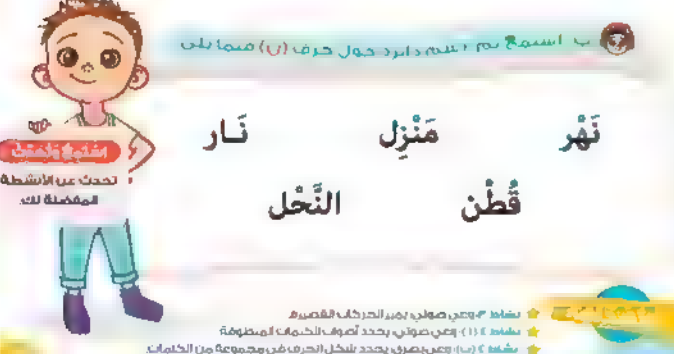 ب استمع ثم ارسم دائرة حول حرف (ن) فيما يلي
نَهْر مَنْزِل نَـار
قُطْن النَّحْل
استمع وتحدث
تحدث عن الأنشطة
المفضلة لك
نشاط ٣: وعي صوتي: يميز الحركات القصيرة.
نشاط ٤ (أ): وعي صوتي: يحدد أصوات الكلمات المنطوقة
نشاط ٤ (ب): وعي بصري: يحدد شكل الحرف في مجموعة من الكلمات.